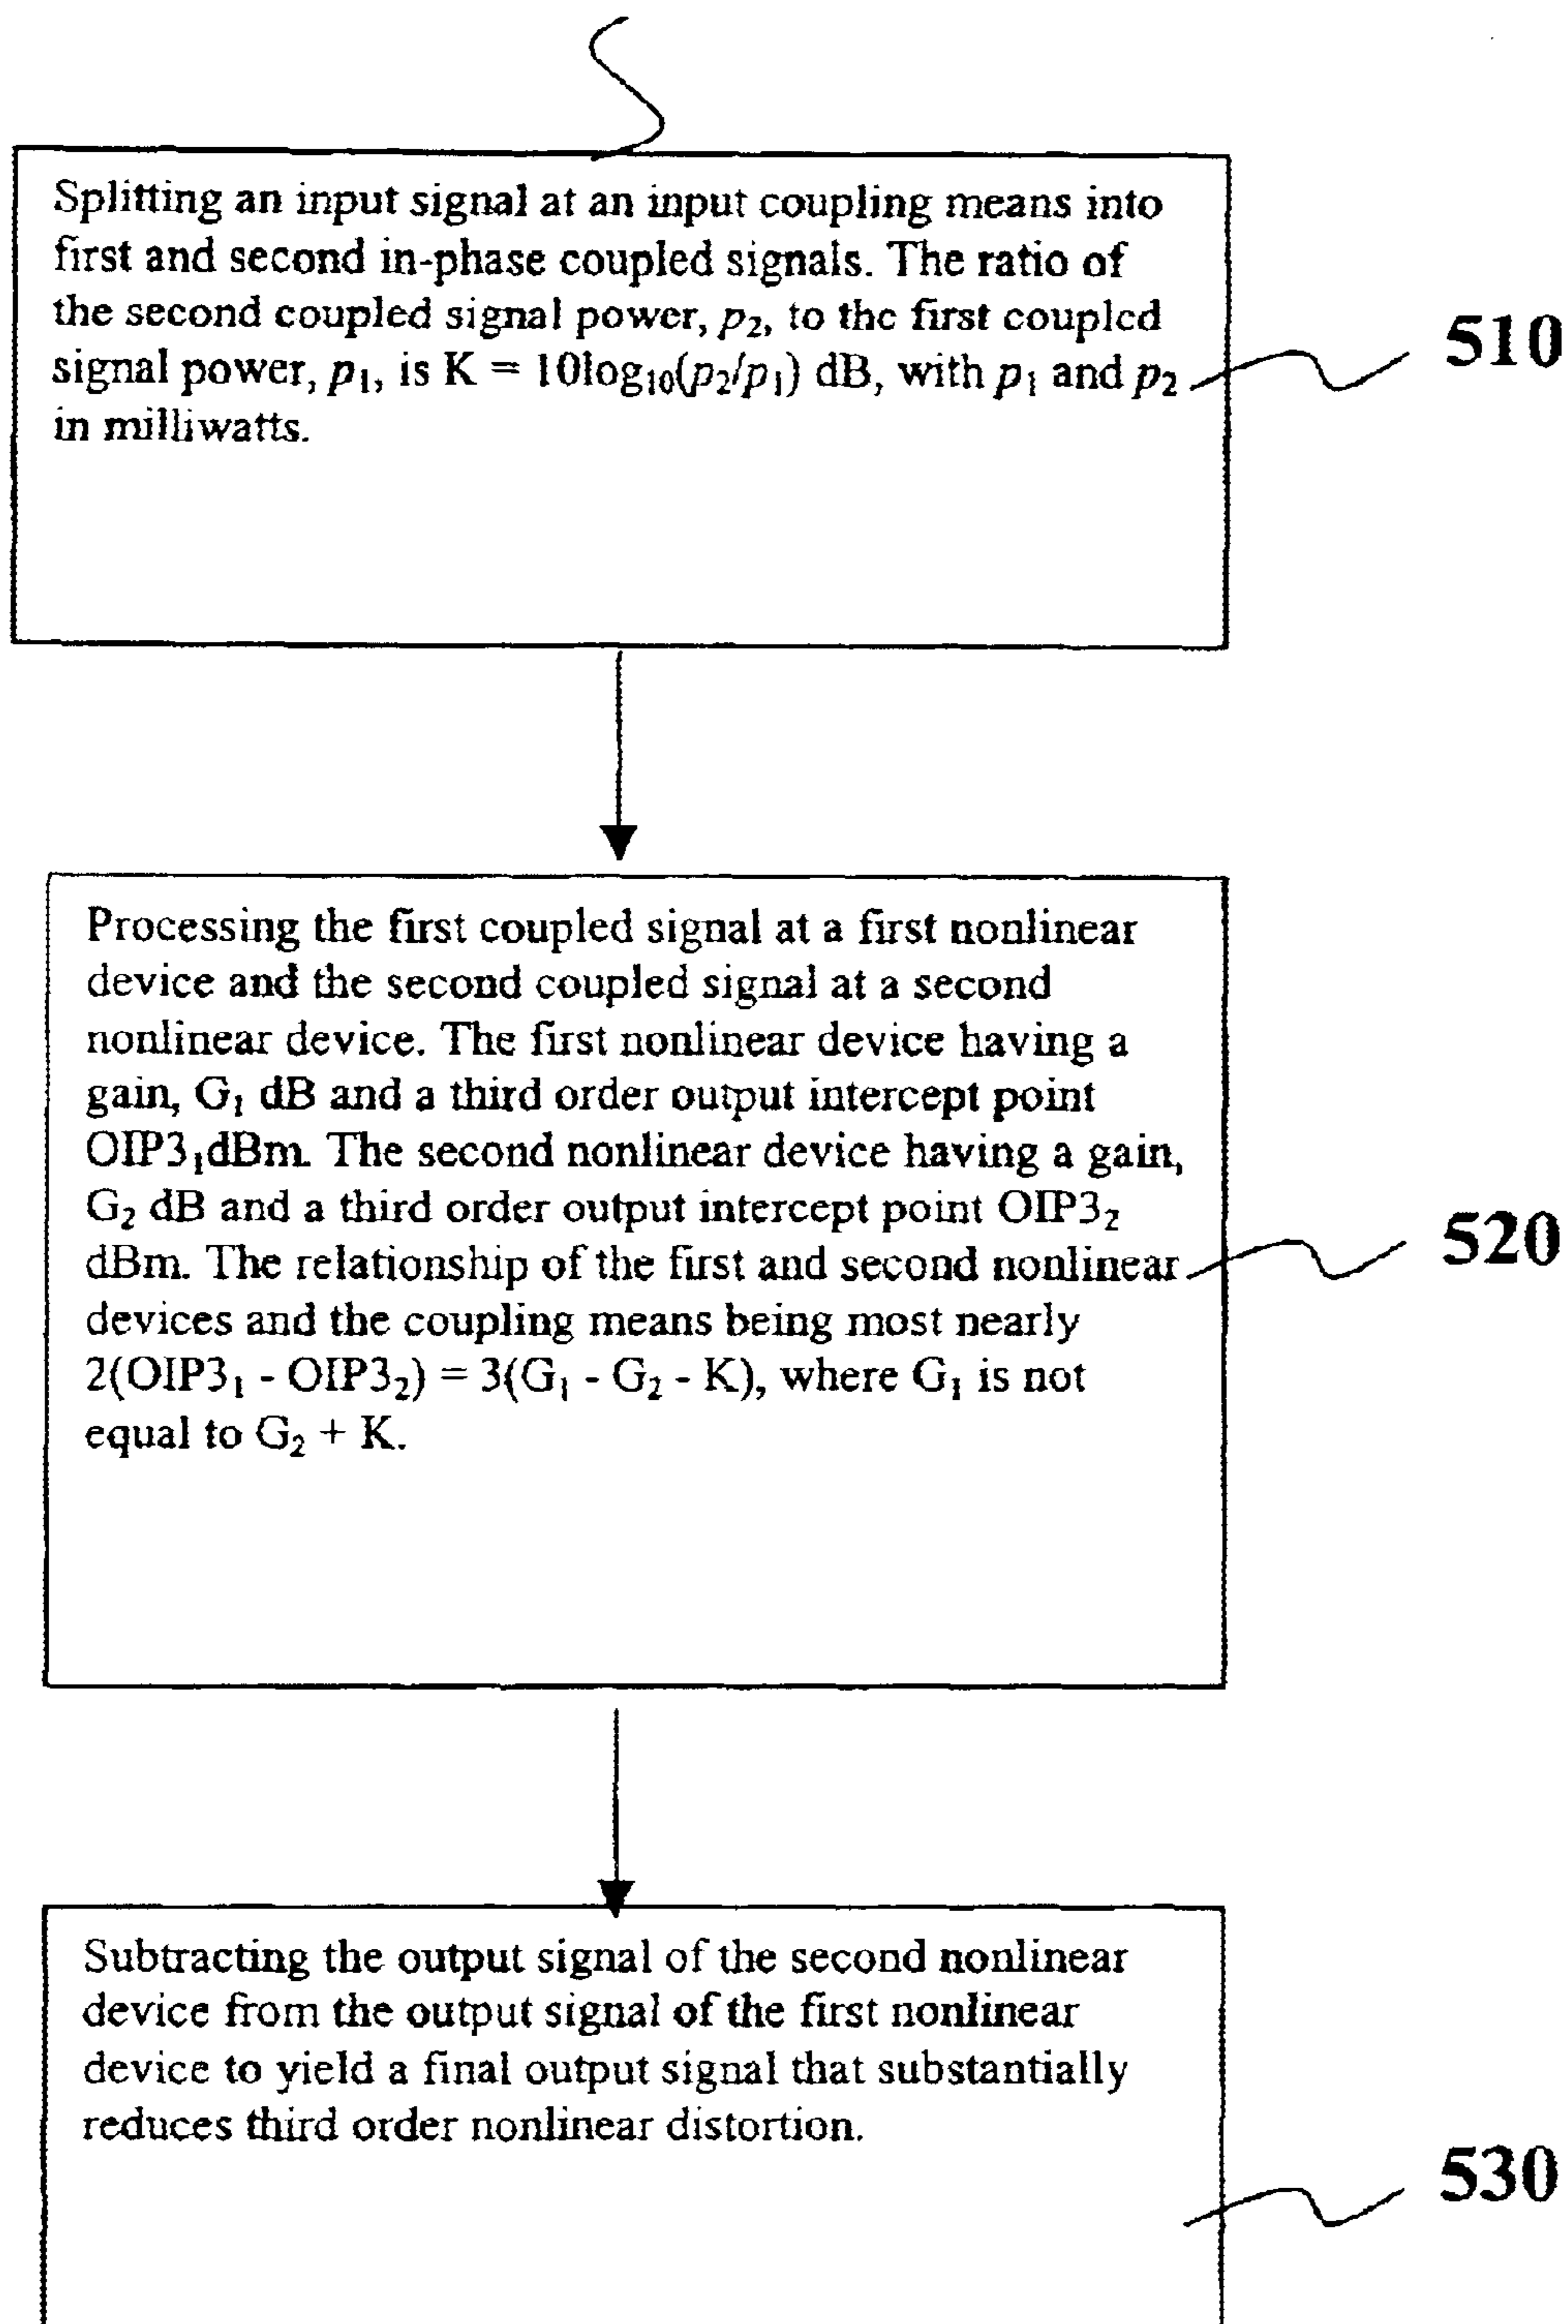 Splitting an input signal at an input coupling means into
first and second in-phase coupled signals. The ratio of
the second coupled signal power, p₂, to the first coupled
signal power, p₁, is K = 10log₁₀(p₂/p₁) dB, with p₁ and p₂
in milliwatts.
510
Processing the first coupled signal at a first nonlinear
device and the second coupled signal at a second
nonlinear device. The first nonlinear device having a
gain, G₁ dB and a third order output intercept point
OIP3₁dBm. The second nonlinear device having a gain,
G₂ dB and a third order output intercept point OIP3₂
dBm. The relationship of the first and second nonlinear
devices and the coupling means being most nearly
2(OIP3₁ - OIP3₂) = 3(G₁ - G₂ - K), where G₁ is not
equal to G₂ + K.
520
Subtracting the output signal of the second nonlinear
device from the output signal of the first nonlinear
device to yield a final output signal that substantially
reduces third order nonlinear distortion.
530